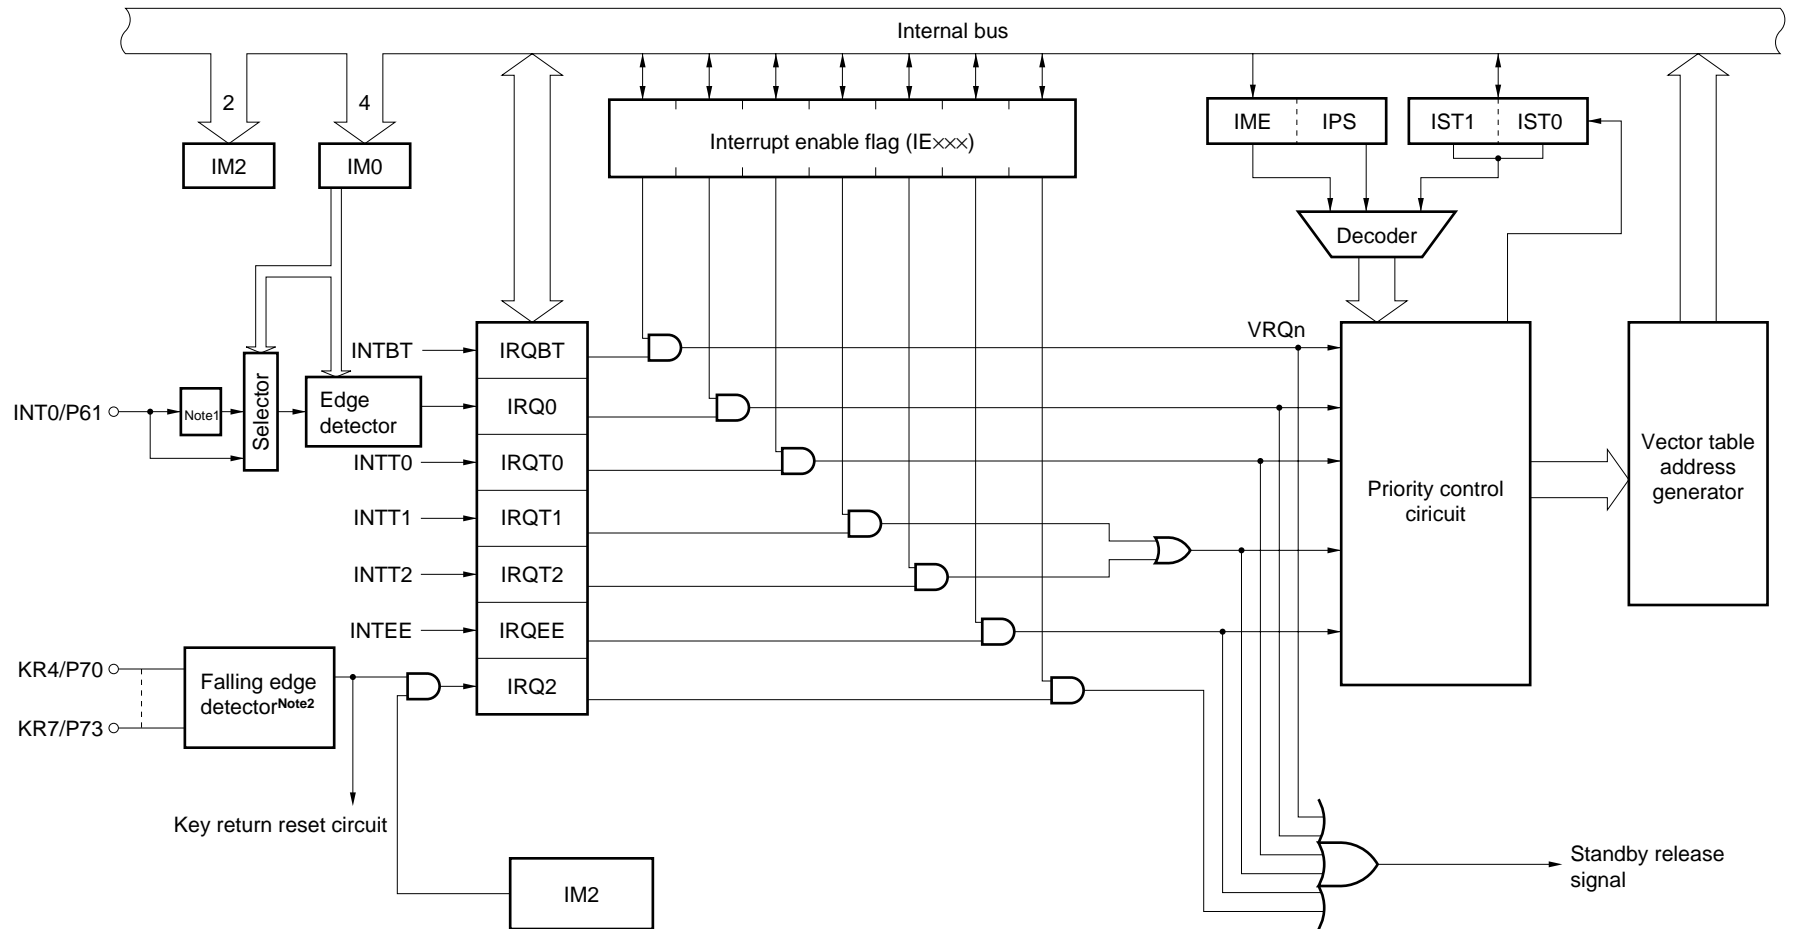 Internal bus
2
4
IM2
IM0
Interrupt enable flag (IE×××)
IME
IPS
IST1
IST0
Decoder
VRQn
INTBT
IRQBT
INT0/P61
Note1
Selector
Edge
detector
IRQ0
INTT0
IRQT0
INTT1
IRQT1
INTT2
IRQT2
INTEE
IRQEE
IRQ2
Priority control
ciricuit
Vector table
address
generator
KR4/P70
KR7/P73
Falling edge
detectorNote2
Key return reset circuit
IM2
Standby release
signal